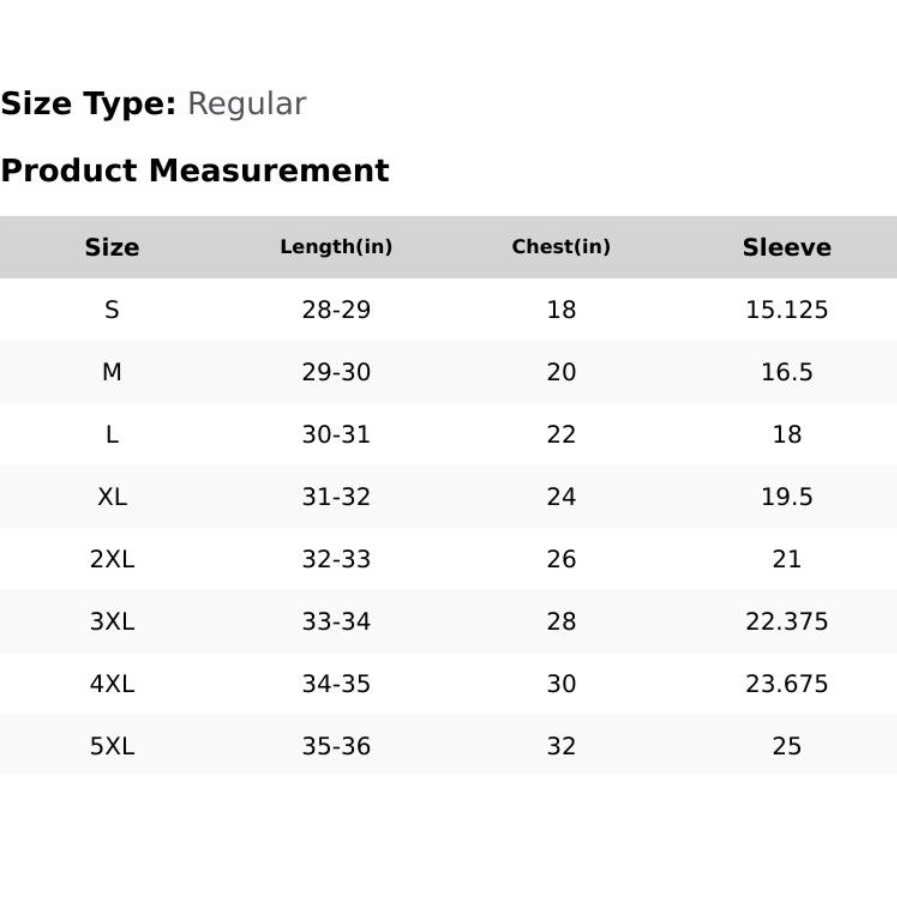 Size Type: Regular
Product Measurement
Size Length(in) Chest(in) Sleeve
S 28-29 18 15.125
M 29-30 20 16.5
L 30-31 22 18
XL 31-32 24 19.5
2XL 32-33 26 21
3XL 33-34 28 22.375
4XL 34-35 30 23.675
5XL 35-36 32 25